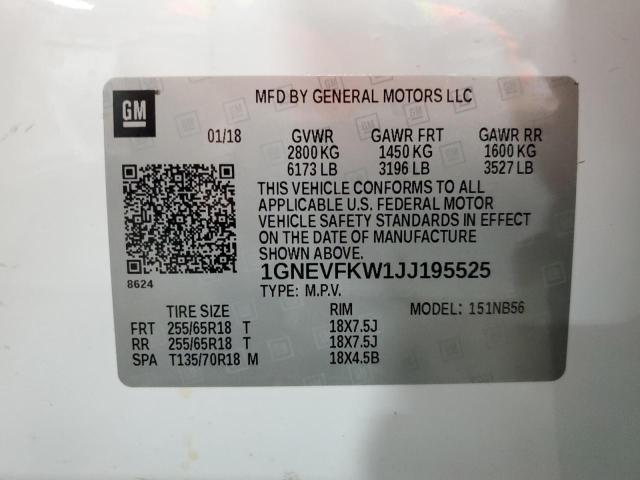 GM
MFD BY GENERAL MOTORS LLC
01/18 GVWR GAWR FRT GAWR RR
2800 KG 1450 KG 1600 KG
6173 LB 3196 LB 3527 LB
THIS VEHICLE CONFORMS TO ALL
APPLICABLE U.S. FEDERAL MOTOR
VEHICLE SAFETY STANDARDS IN EFFECT
ON THE DATE OF MANUFACTURE
SHOWN ABOVE.
8624
1GNEVFKW1JJ195525
TYPE: M.P.V.
TIRE SIZE RIM MODEL: 151NB56
FRT 255/65R18 T 18X7.5J
RR 255/65R18 T 18X7.5J
SPA T135/70R18 M 18X4.5B